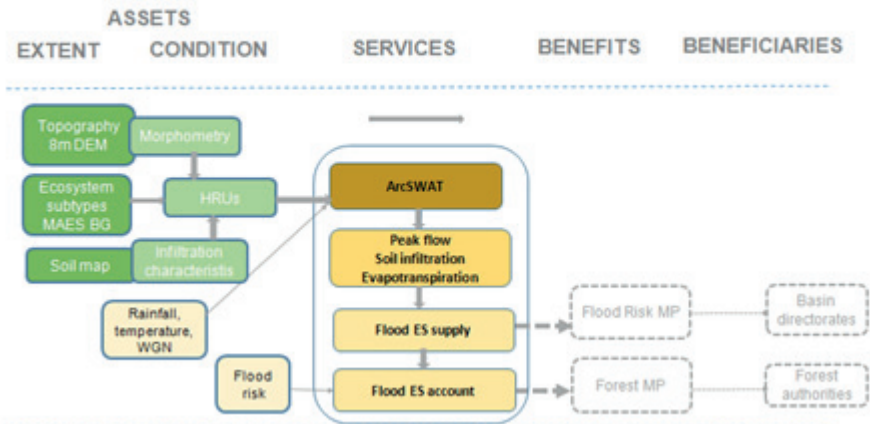 ASSETS
EXTENT
CONDITION
SERVICES
BENEFITS
BENEFICIARIES
Topography
8m DEM
Morphometry
Ecosystem
subtypes
MAES BG
HRUs
Soil map
Infiltration
characteristis
Rainfall,
temperature,
WGN
Flood
risk
ArcSWAT
Peak flow
Soil infiltration
Evapotranspiration
Flood ES supply
Flood ES account
Flood Risk MP
Forest MP
Basin
directorates
Forest
authorities